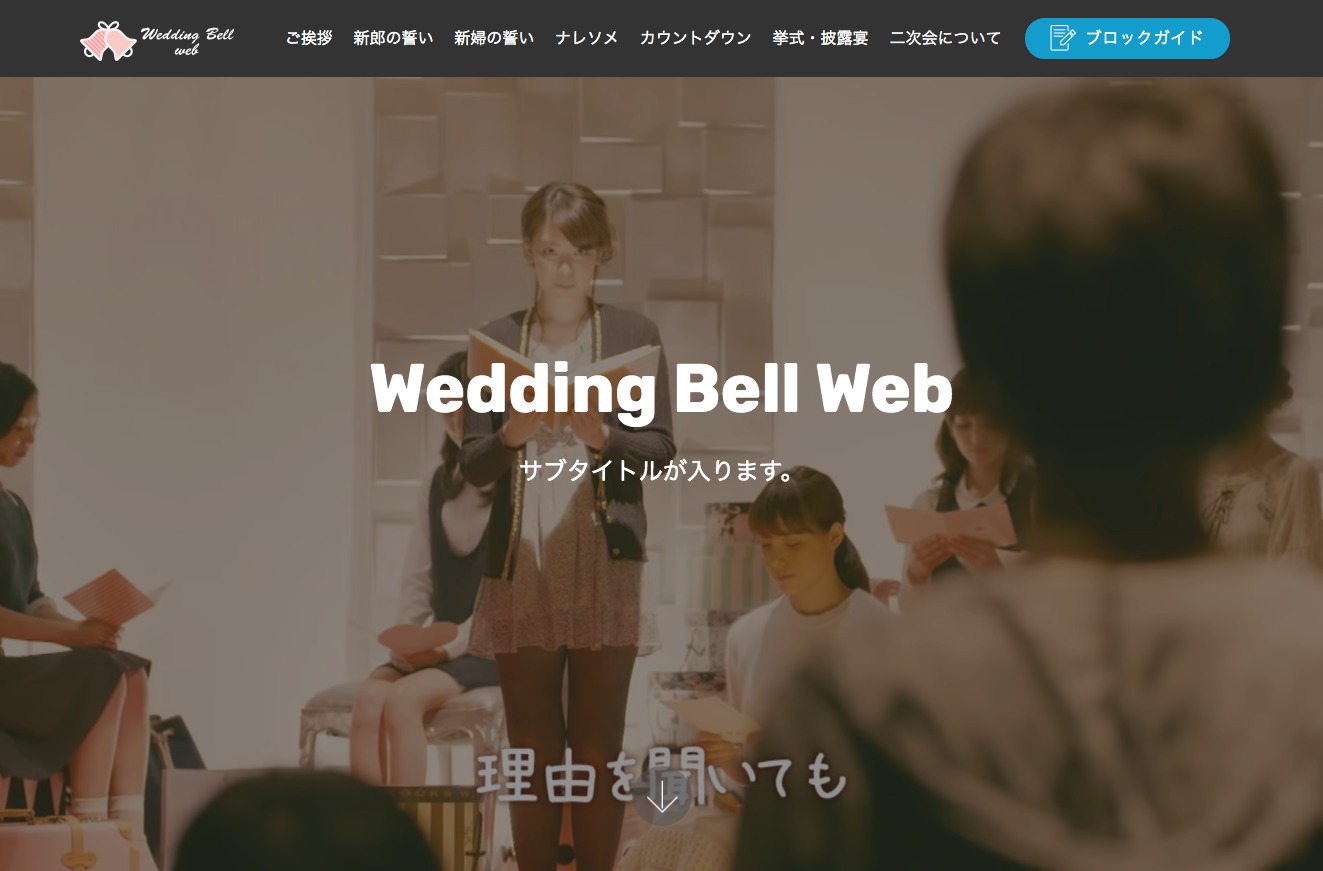 Wedding Bell
web
ご挨拶 新郎の誓い 新婦の誓い ナレソメ カウントダウン 挙式・披露宴 二次会について ブロックガイド
Wedding Bell Web
サブタイトルが入ります。
理由を聞いても